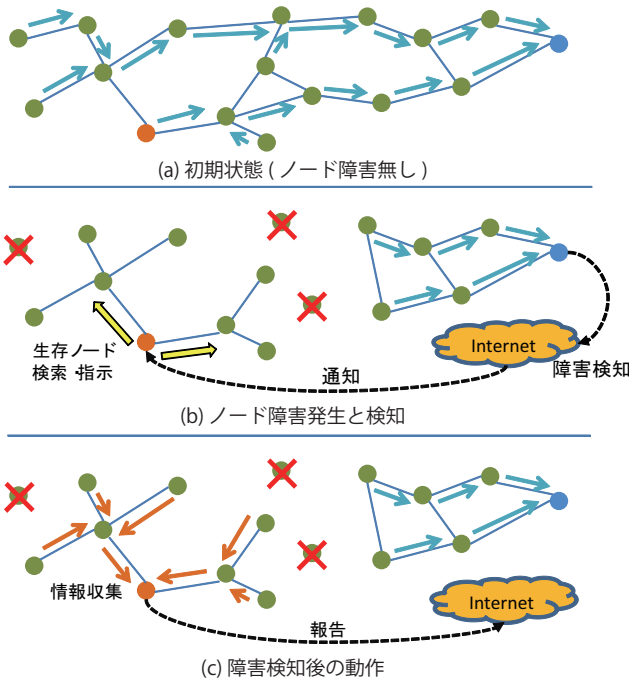 (a) 初期状態 ( ノード障害無し )
生存ノード
検索・指示
Internet
障害検知
通知
(b) ノード障害発生と検知
情報収集
Internet
報告
(c) 障害検知後の動作